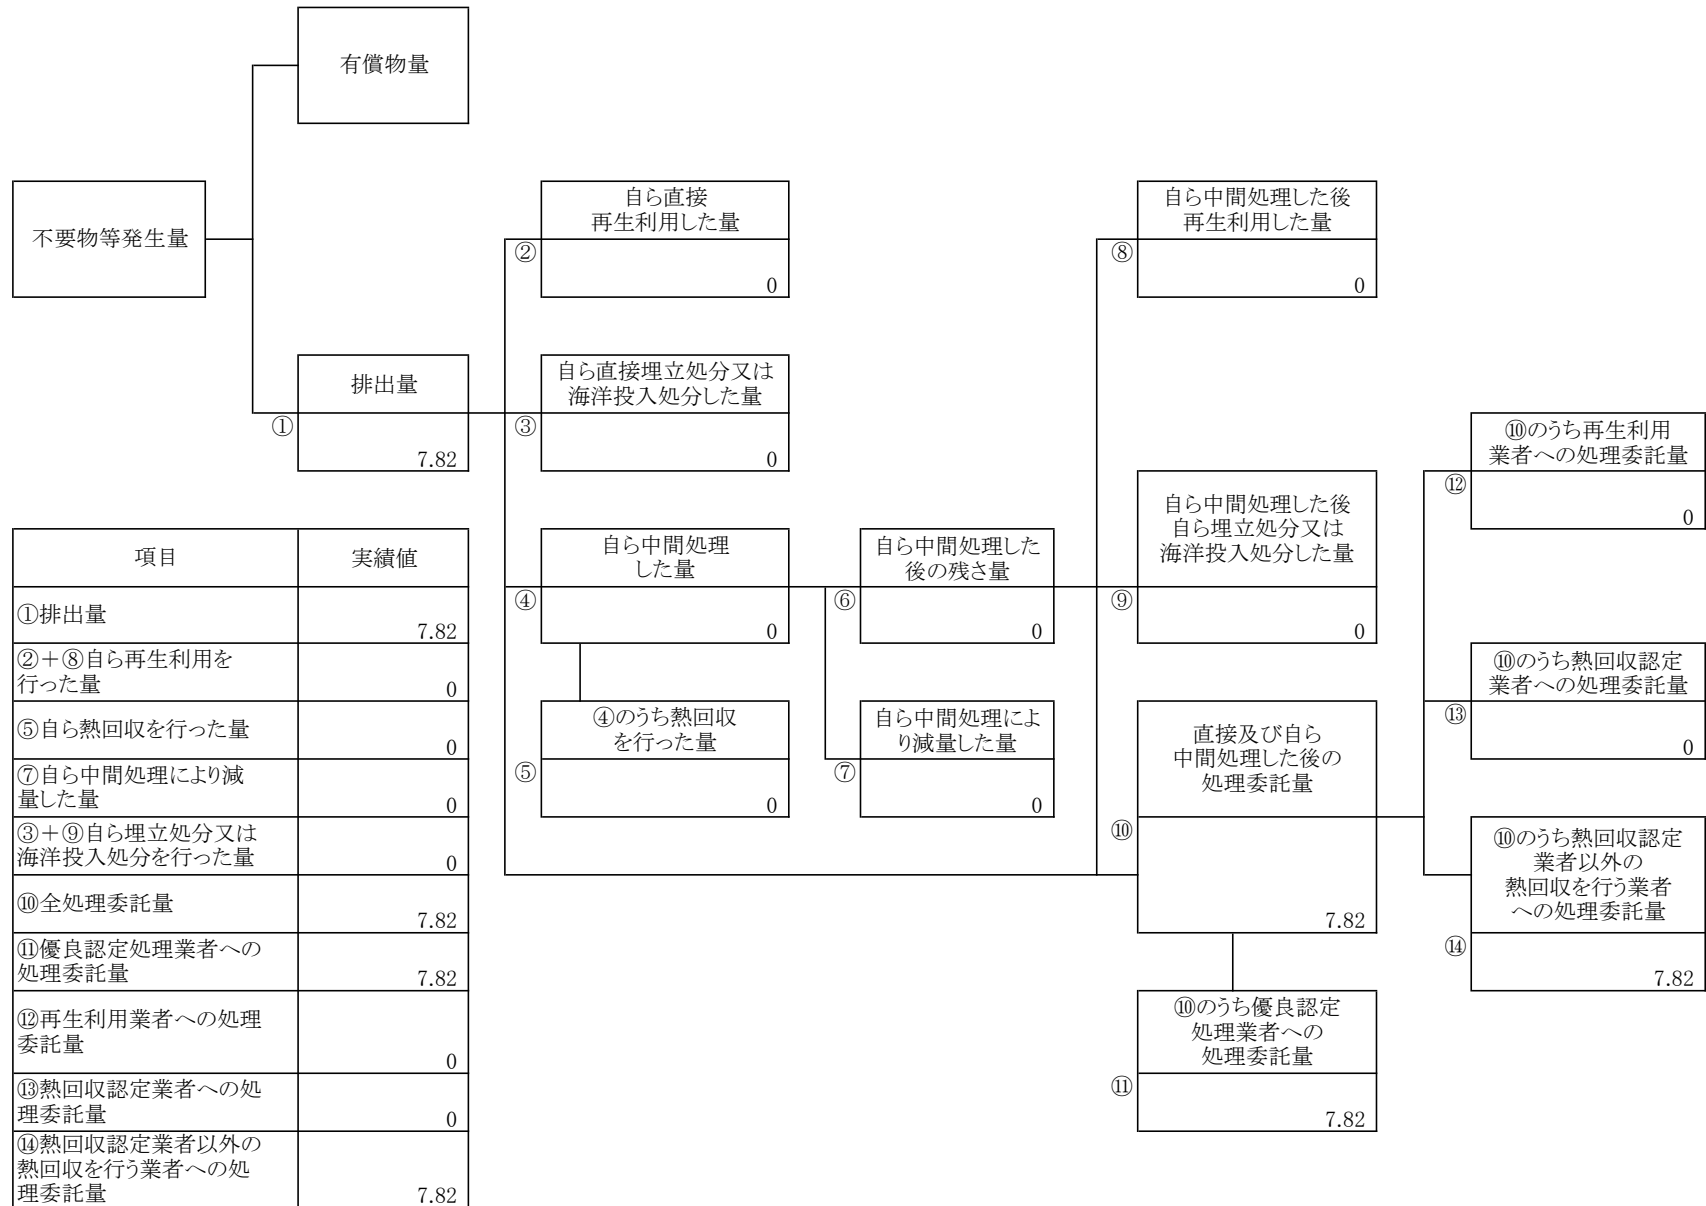 有償物量
不要物等発生量
自ら直接
再生利用した量
②
0
自ら中間処理した後
再生利用した量
⑧
0
排出量
①
7.82
自ら直接埋立処分又は
海洋投入処分した量
③
0
⑩のうち再生利用
業者への処理委託量
⑫
0
自ら中間処理した後
自ら埋立処分又は
海洋投入処分した量
⑨
0
自ら中間処理
した量
④
0
自ら中間処理した
後の残さ量
⑥
0
⑩のうち熱回収認定
業者への処理委託量
⑬
0
④のうち熱回収
を行った量
⑤
0
自ら中間処理によ
り減量した量
⑦
0
直接及び自ら
中間処理した後の
処理委託量
⑩
7.82
⑩のうち熱回収認定
業者以外の
熱回収を行う業者
への処理委託量
⑭
7.82
⑩のうち優良認定
処理業者への
処理委託量
⑪
7.82
項目 実績値
①排出量
7.82
②+⑧自ら再生利用を
行った量
0
⑤自ら熱回収を行った量
0
⑦自ら中間処理により減
量した量
0
③+⑨自ら埋立処分又は
海洋投入処分を行った量
0
⑩全処理委託量
7.82
⑪優良認定処理業者への
処理委託量
7.82
⑫再生利用業者への処理
委託量
0
⑬熱回収認定業者への処
理委託量
0
⑭熱回収認定業者以外の
熱回収を行う業者への処
理委託量
7.82